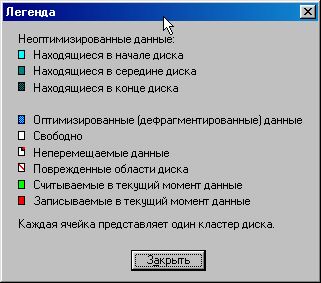 Легенда
Неоптимизированные данные:
Находящиеся в начале диска
Находящиеся в середине диска
Находящиеся в конце диска
Оптимизированные (дефрагментированные) данные
Свободно
Неперемещаемые данные
Поврежденные области диска
Считываемые в текущий момент данные
Записываемые в текущий момент данные
Каждая ячейка представляет один кластер диска.
Закрыть